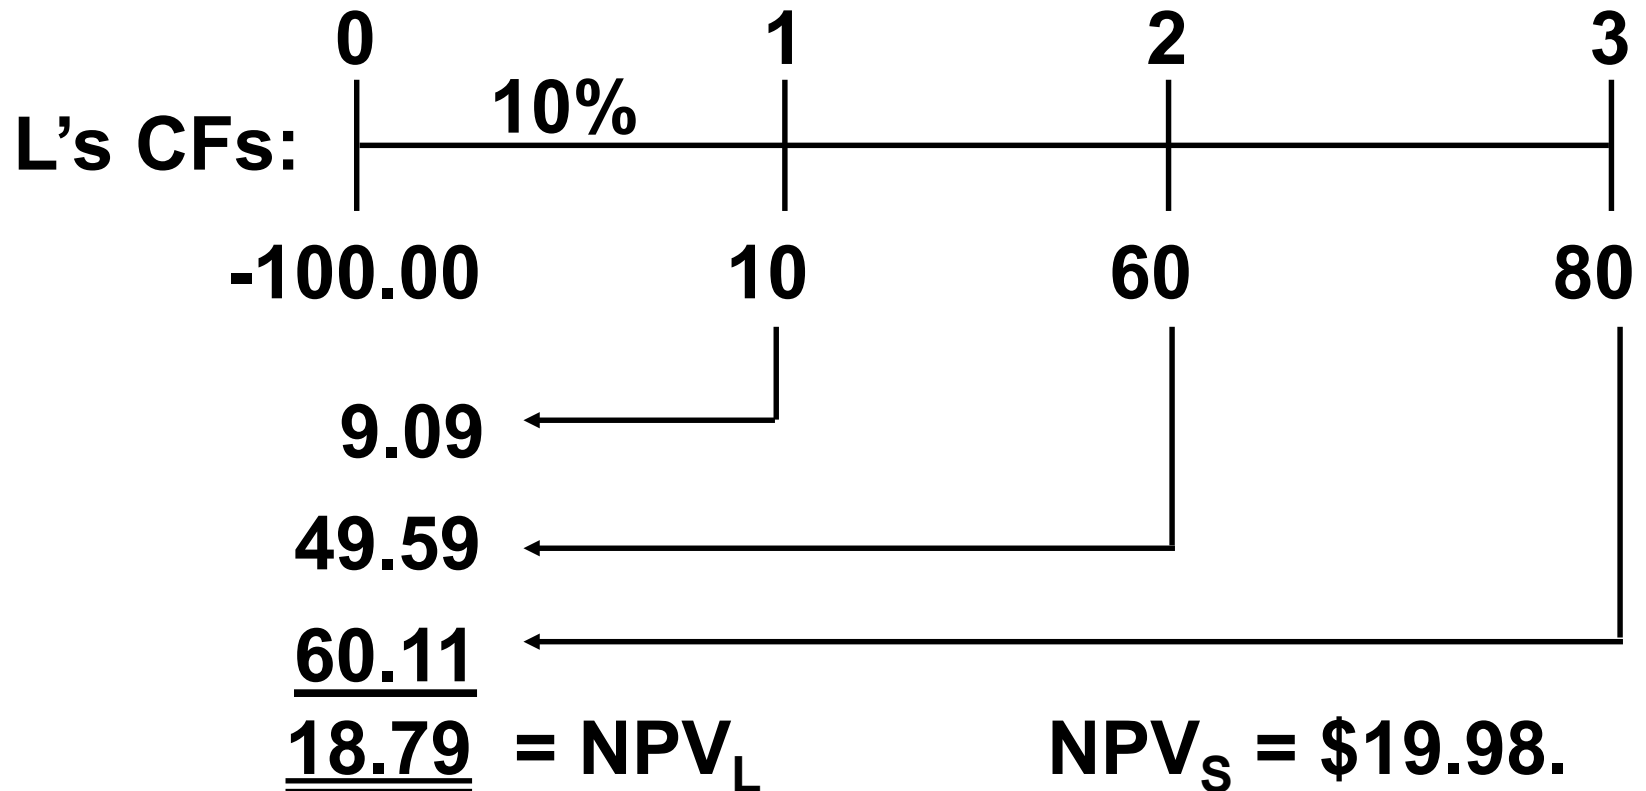 0 1 2 3
10%
L’s CFs:
-100.00 10 60 80
9.09
49.59
60.11
18.79 = NPVL NPVS = $19.98.